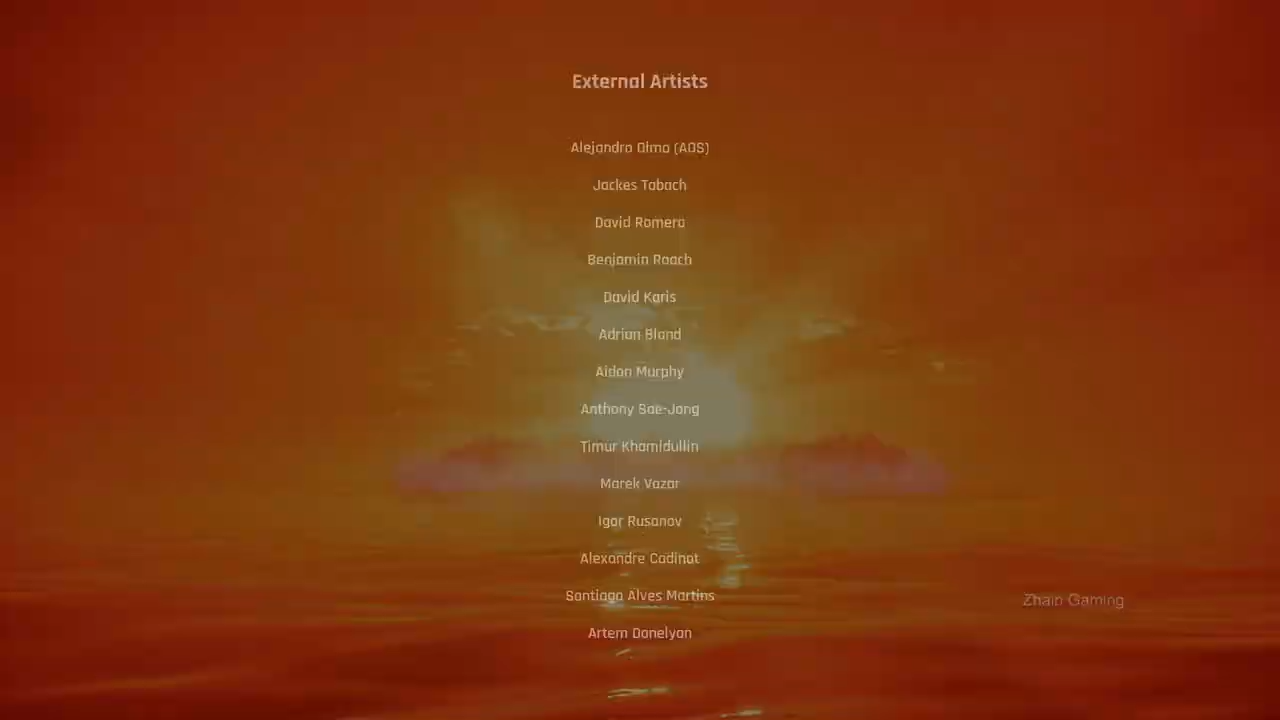 External Artists
Alejandro Olmo (AOS)
Jackes Tabach
David Romero
Benjamin Roach
David Karis
Adrian Bland
Aidan Murphy
Anthony Bae-Jong
Timur Khamidullin
Marek Vazar
Igor Rusanov
Alexandre Cadinot
Santiago Alves Martins
Artem Danelyan
Zhain Gaming